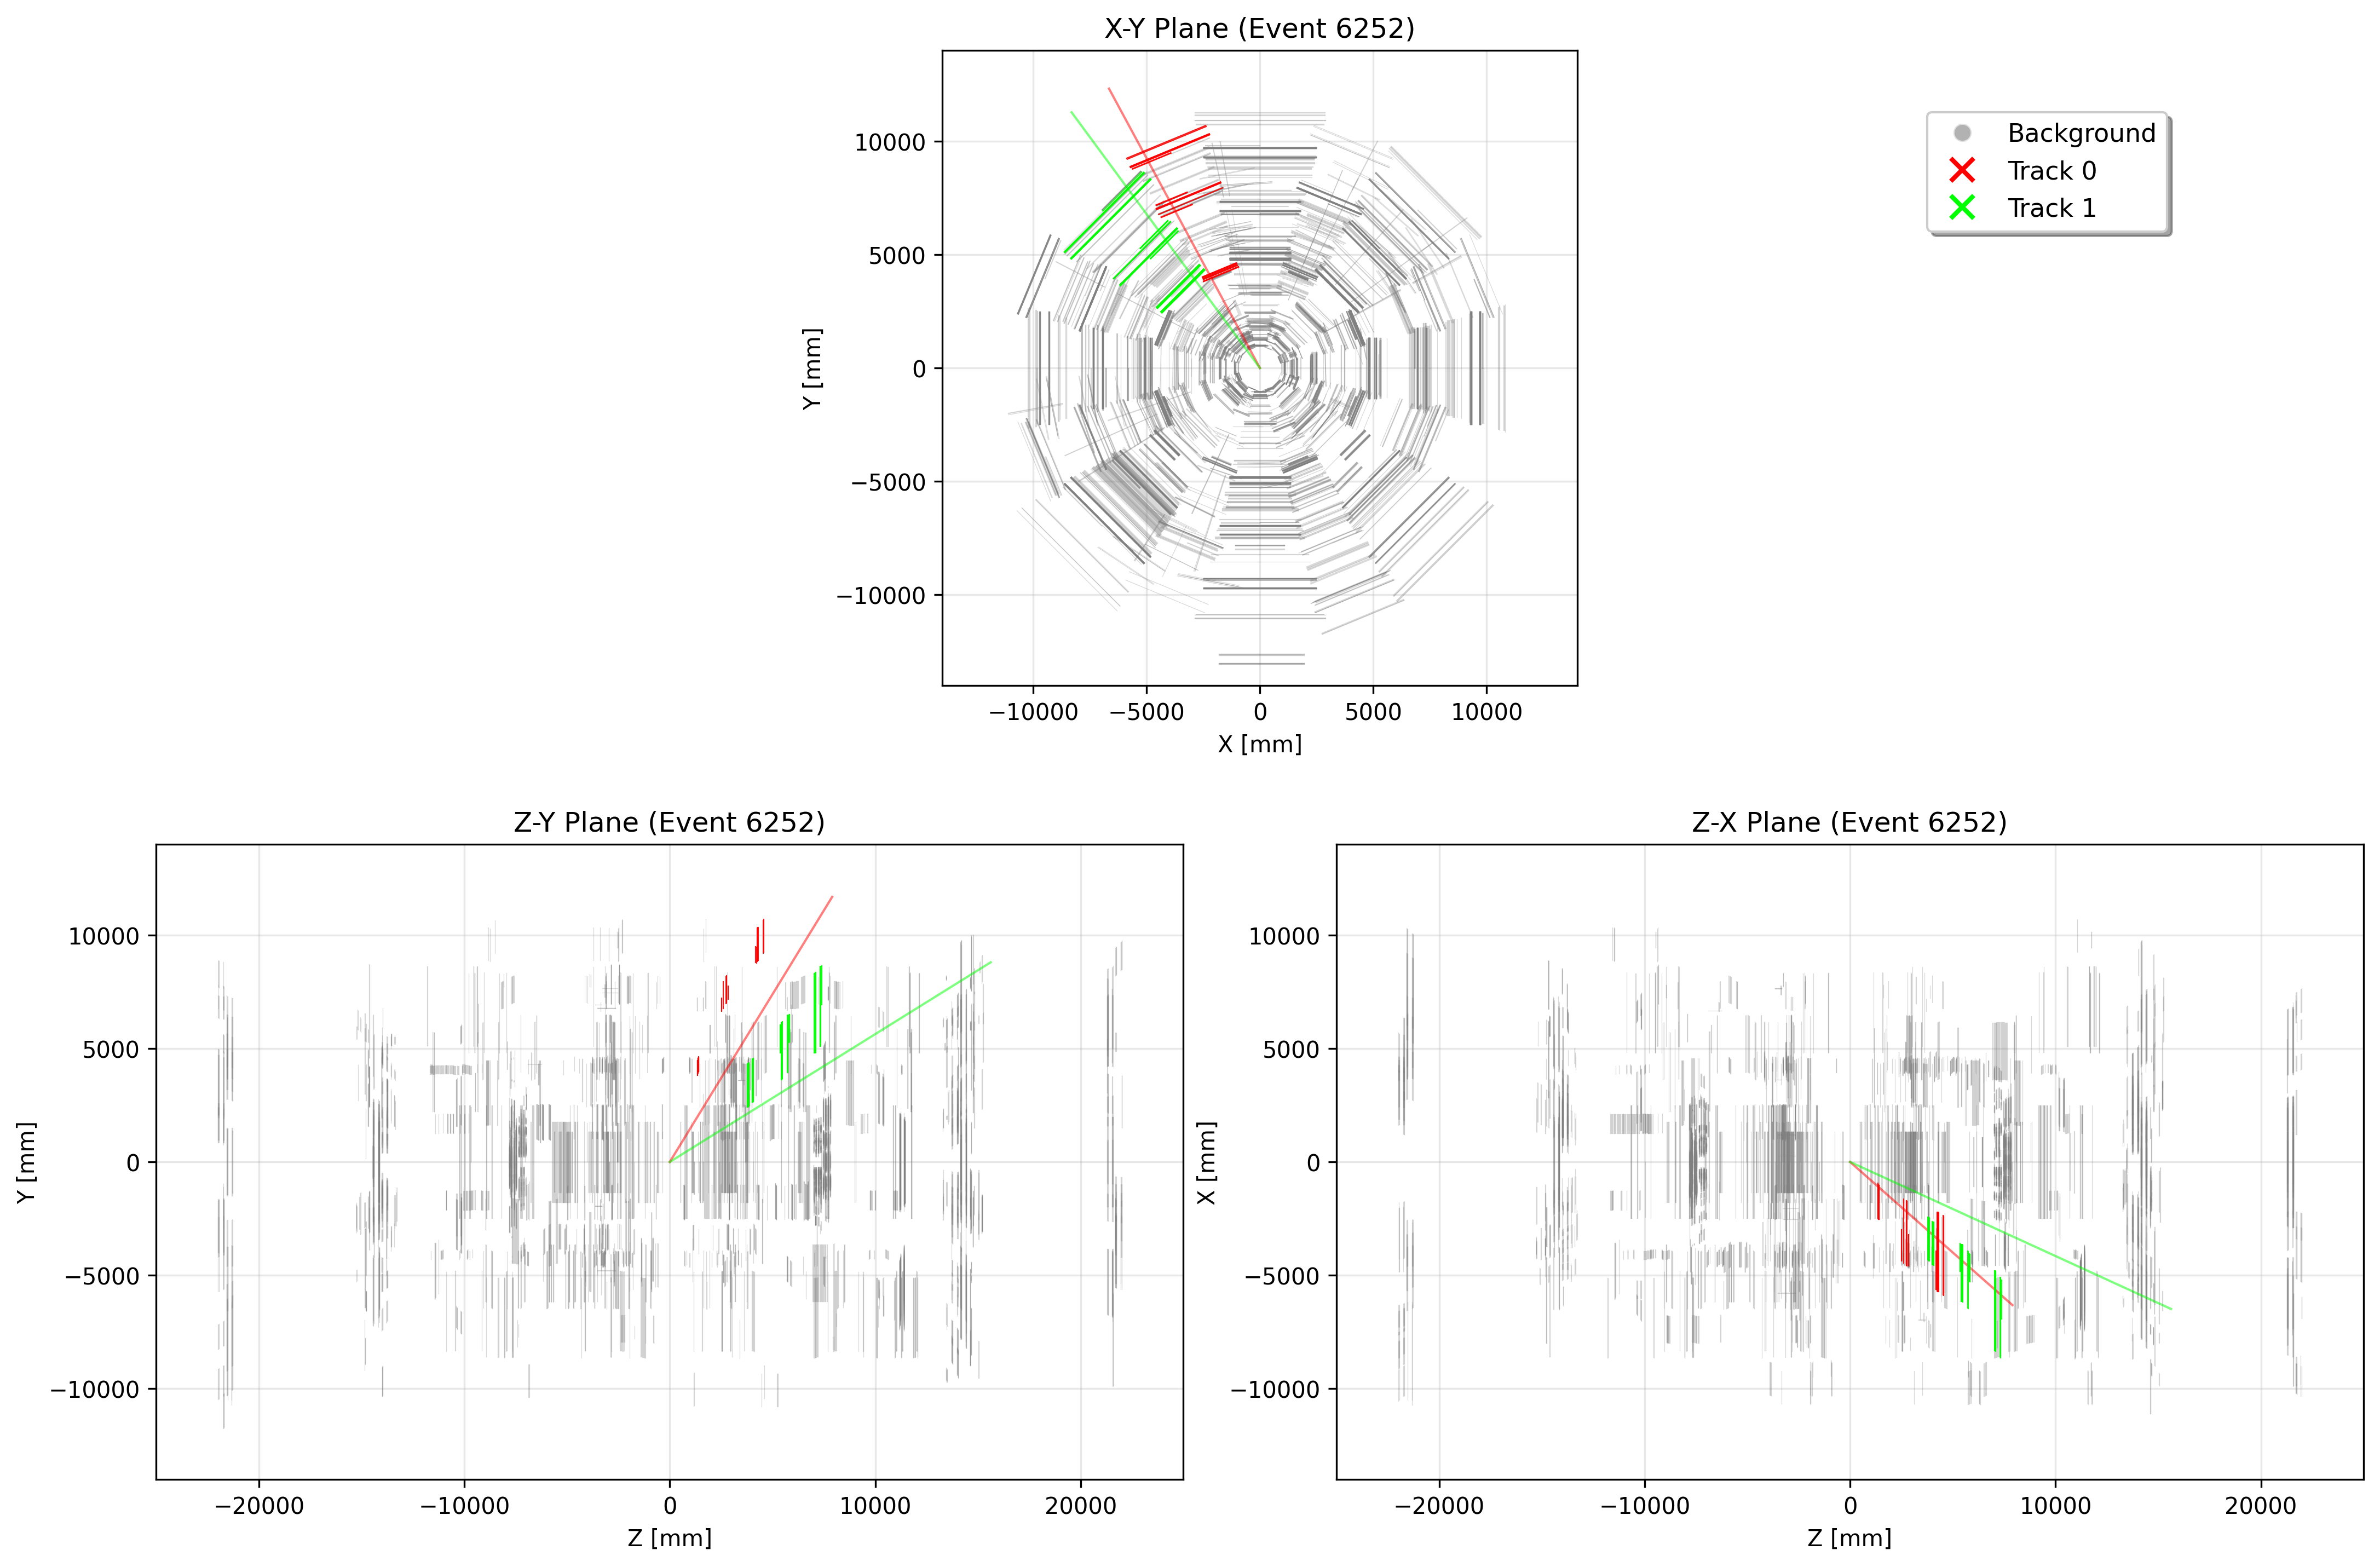 X-Y Plane (Event 6252)
Background
Track 0
Track 1
10000
5000
0
−5000
−10000
Y [mm]
−10000 −5000 0 5000 10000
X [mm]
Z-Y Plane (Event 6252)
10000
5000
0
−5000
−10000
Y [mm]
−20000 −10000 0 10000 20000
Z [mm]
Z-X Plane (Event 6252)
10000
5000
0
−5000
−10000
X [mm]
−20000 −10000 0 10000 20000
Z [mm]